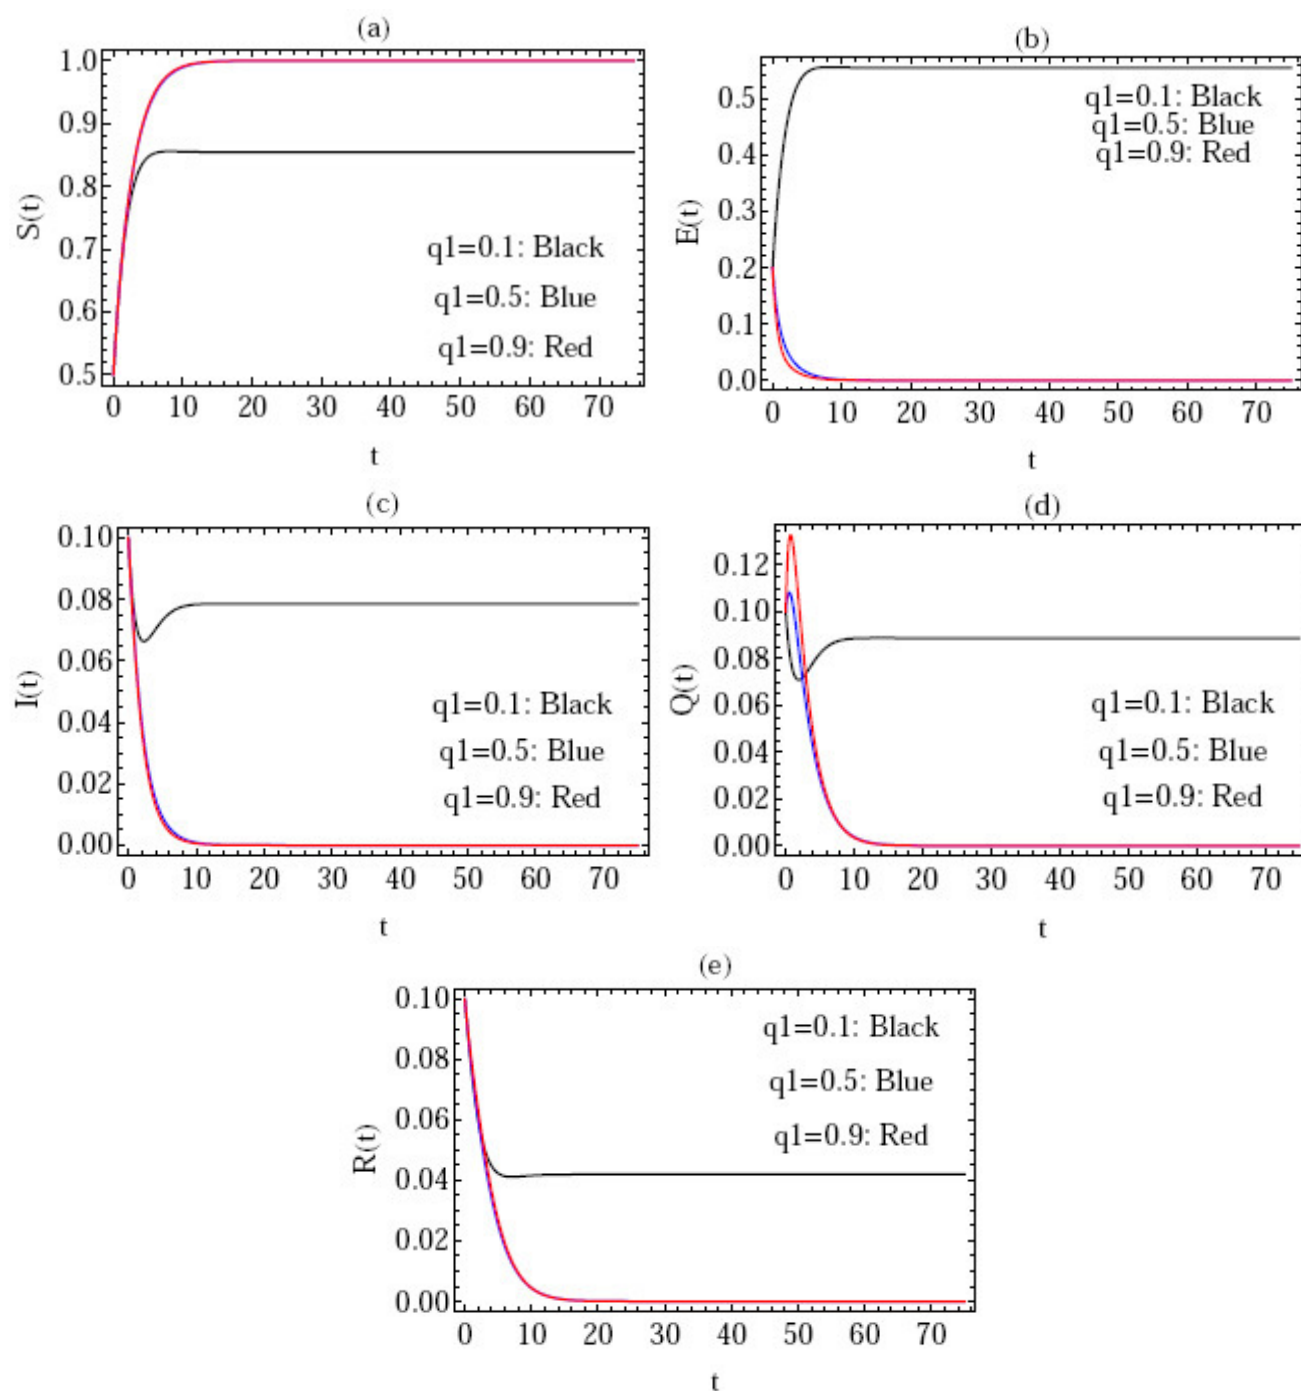 (a)
1.0
0.9
0.8
0.7
0.6
0.5
S(t)
q1=0.1: Black
q1=0.5: Blue
q1=0.9: Red
0 10 20 30 40 50 60 70
t
(b)
0.5
0.4
0.3
0.2
0.1
0.0
E(t)
q1=0.1: Black
q1=0.5: Blue
q1=0.9: Red
0 10 20 30 40 50 60 70
t
(c)
0.10
0.08
0.06
0.04
0.02
0.00
I(t)
q1=0.1: Black
q1=0.5: Blue
q1=0.9: Red
0 10 20 30 40 50 60 70
t
(d)
0.12
0.10
0.08
0.06
0.04
0.02
0.00
Q(t)
q1=0.1: Black
q1=0.5: Blue
q1=0.9: Red
0 10 20 30 40 50 60 70
t
(e)
0.10
0.08
0.06
0.04
0.02
0.00
R(t)
q1=0.1: Black
q1=0.5: Blue
q1=0.9: Red
0 10 20 30 40 50 60 70
t